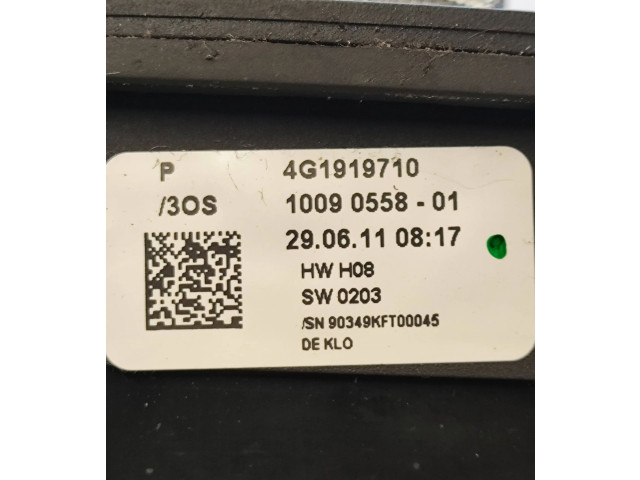 P 4G1919710
/3OS 1009 0558 - 01
29.06.11 08:17
HW H08
SW 0203
/SN 90349KFT00045
DE KLO